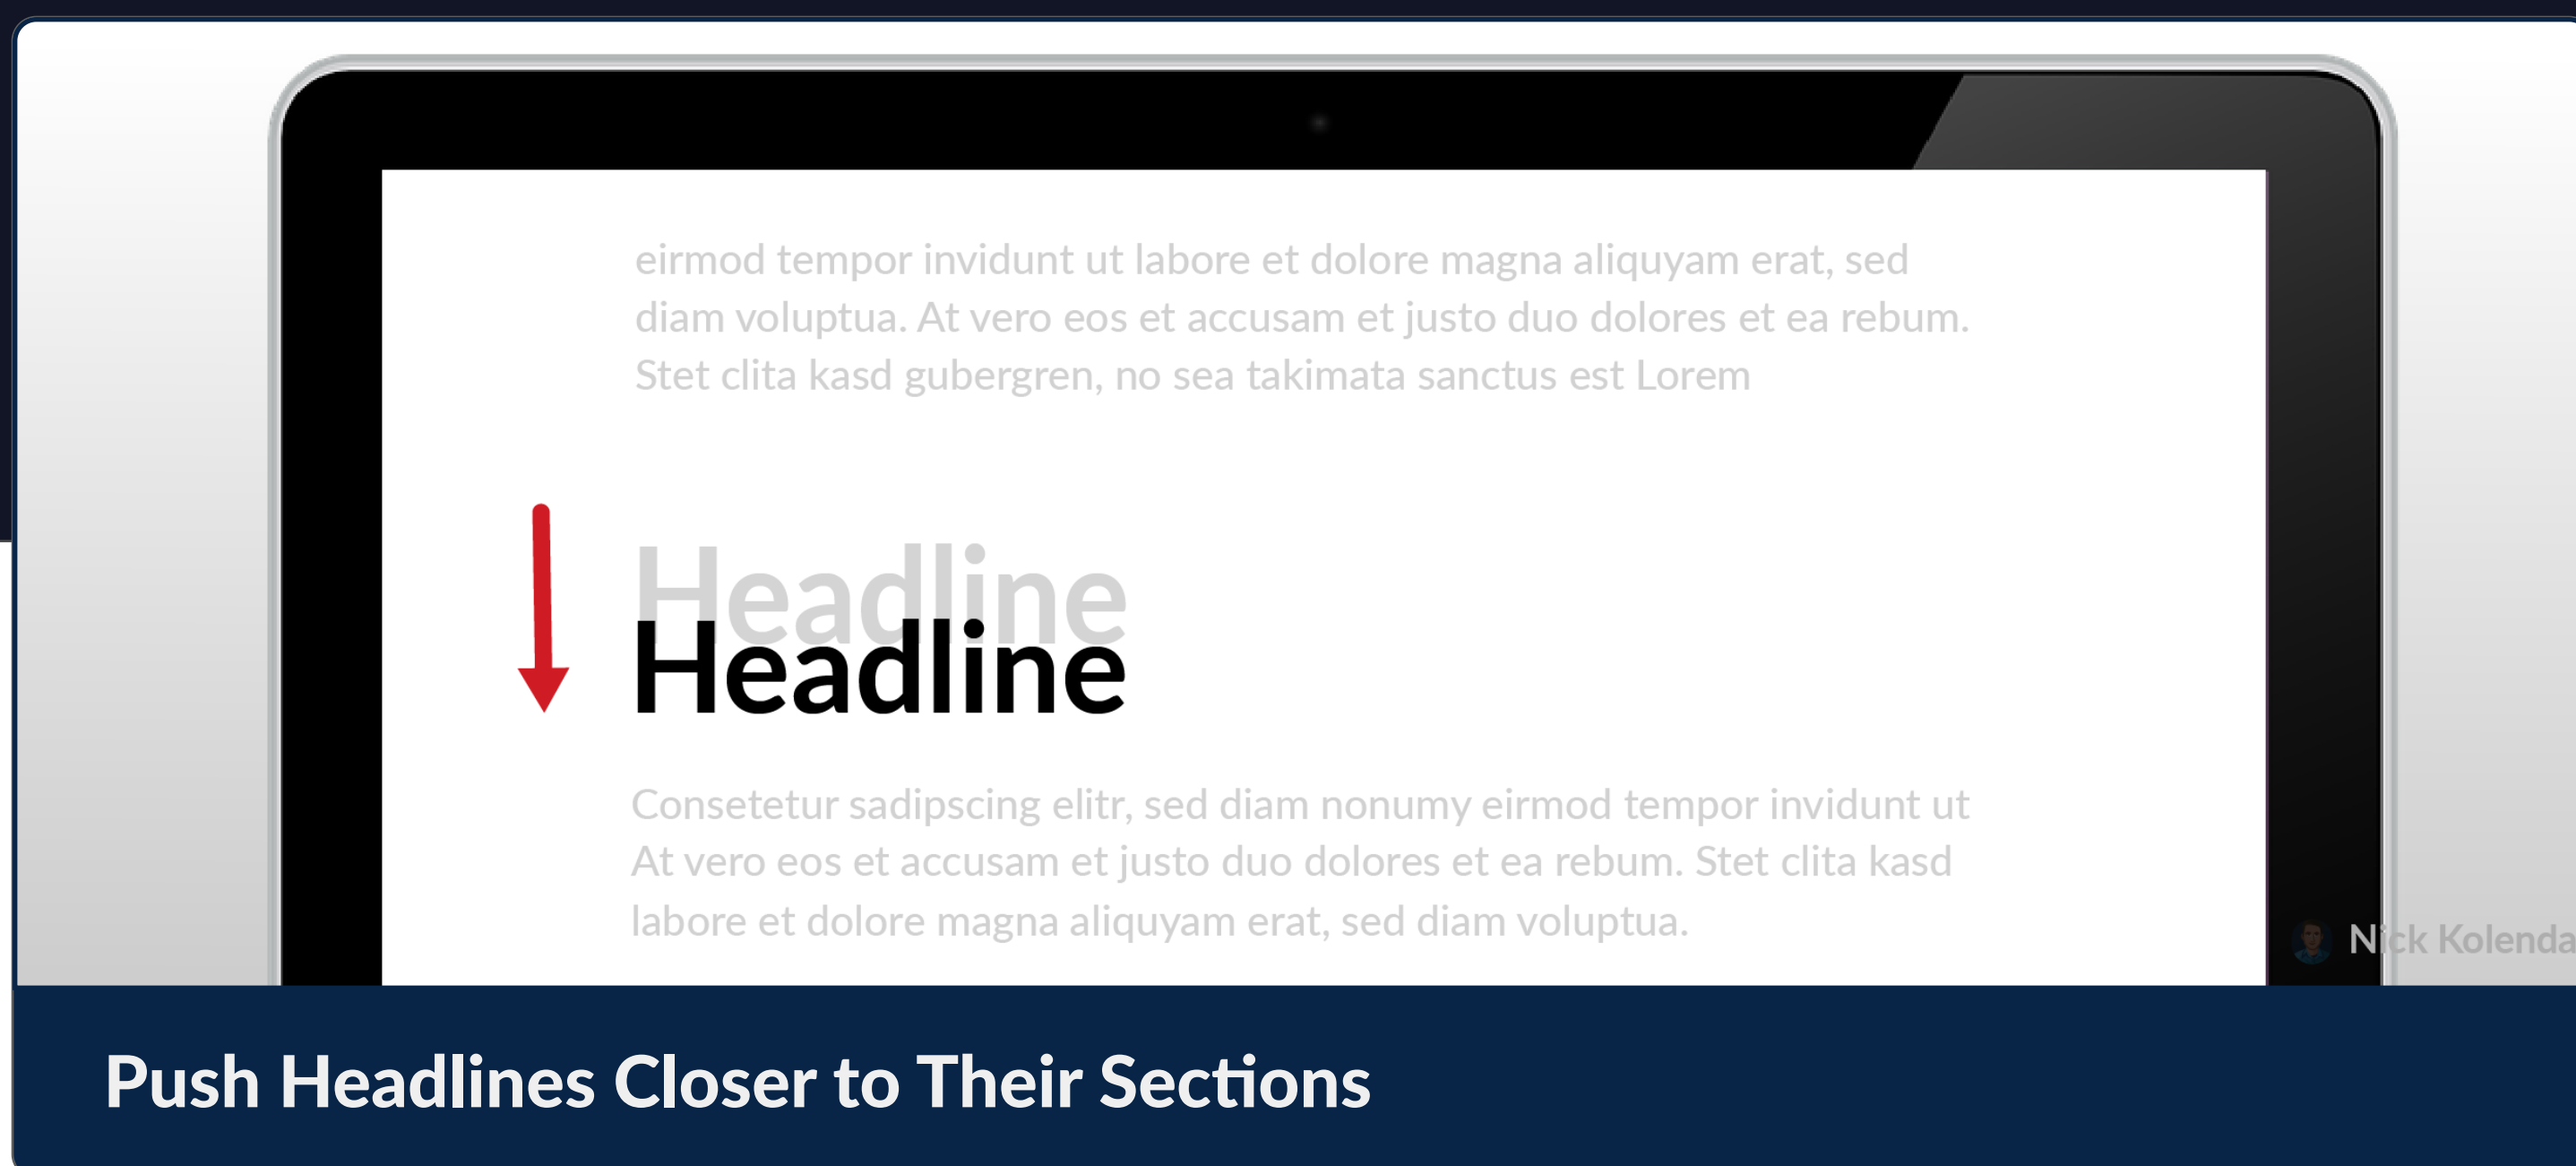 eirmod tempor invidunt ut labore et dolore magna aliquyam erat, sed
diam voluptua. At vero eos et accusam et justo duo dolores et ea rebum.
Stet clita kasd gubergren, no sea takimata sanctus est Lorem
Headline
Headline
Consetetur sadipscing elitr, sed diam nonumy eirmod tempor invidunt ut
At vero eos et accusam et justo duo dolores et ea rebum. Stet clita kasd
labore et dolore magna aliquyam erat, sed diam voluptua.
Nick Kolenda
Push Headlines Closer to Their Sections